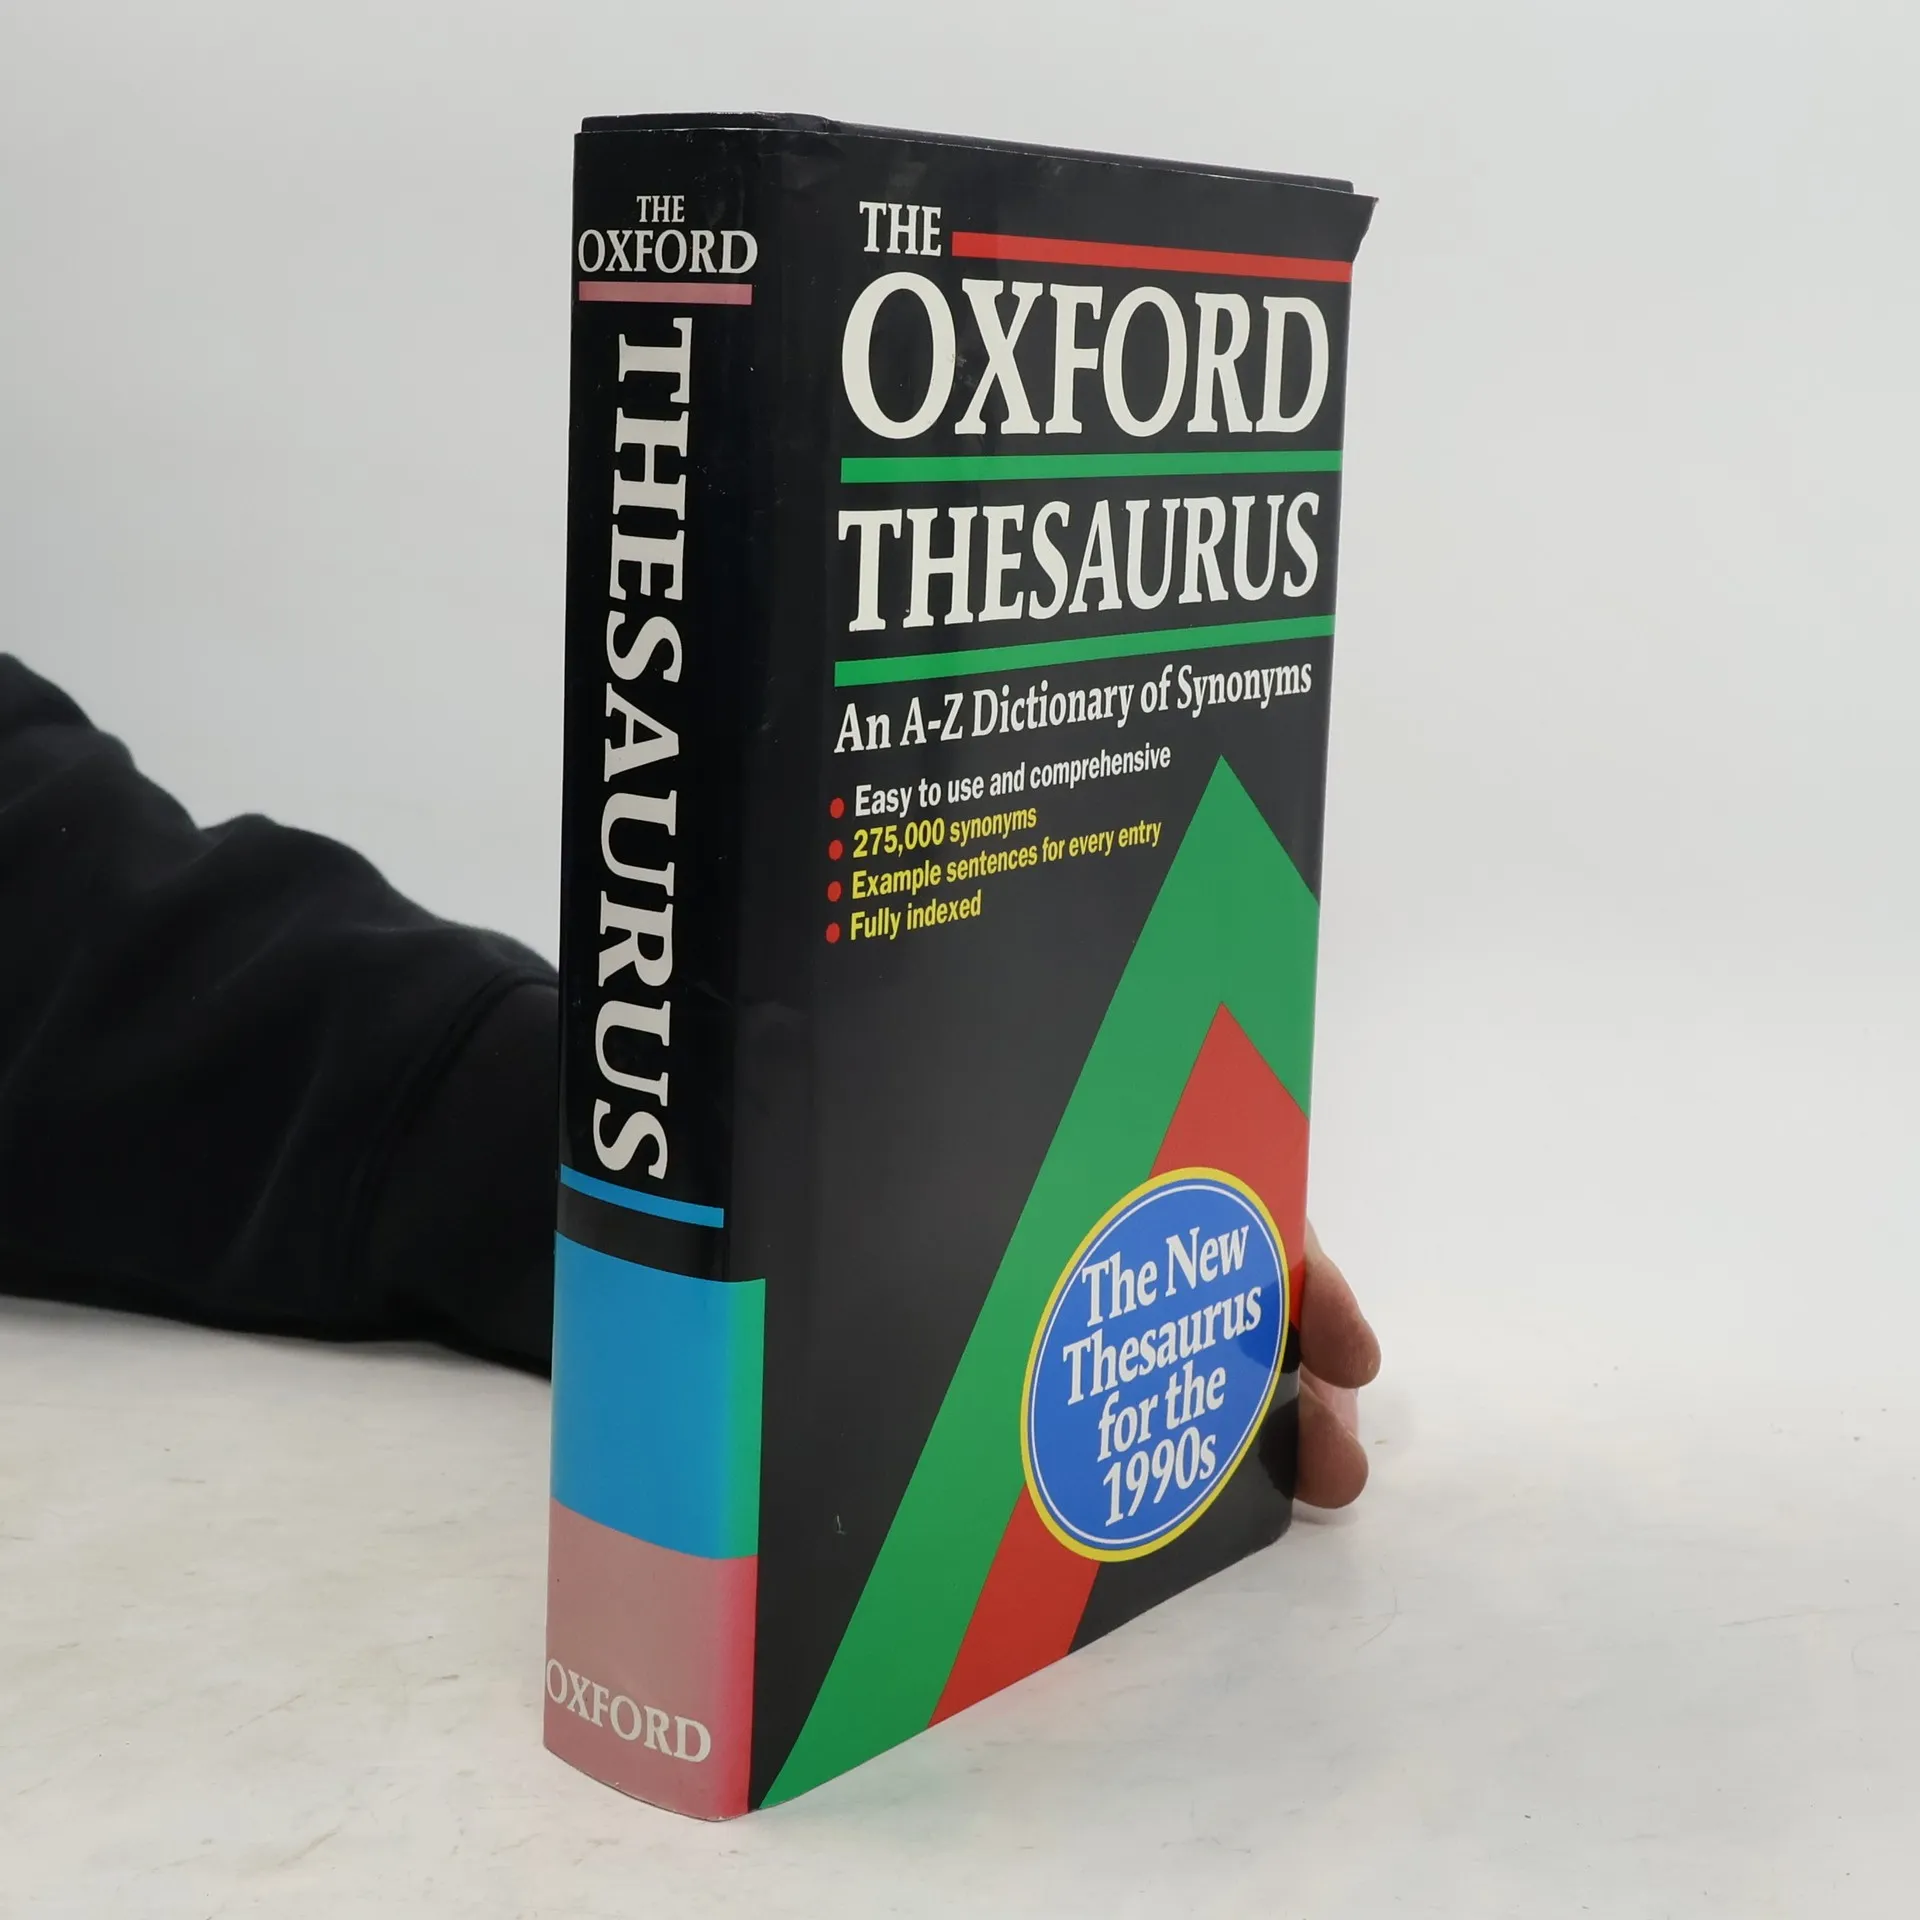 THE
OXFORD
THESAURUS
OXFORD
THE
OXFORD
THESAURUS
An A-Z Dictionary of Synonyms
Easy to use and comprehensive
275,000 synonyms
Example sentences for every entry
Fully indexed
The New
Thesaurus
for the
1990s